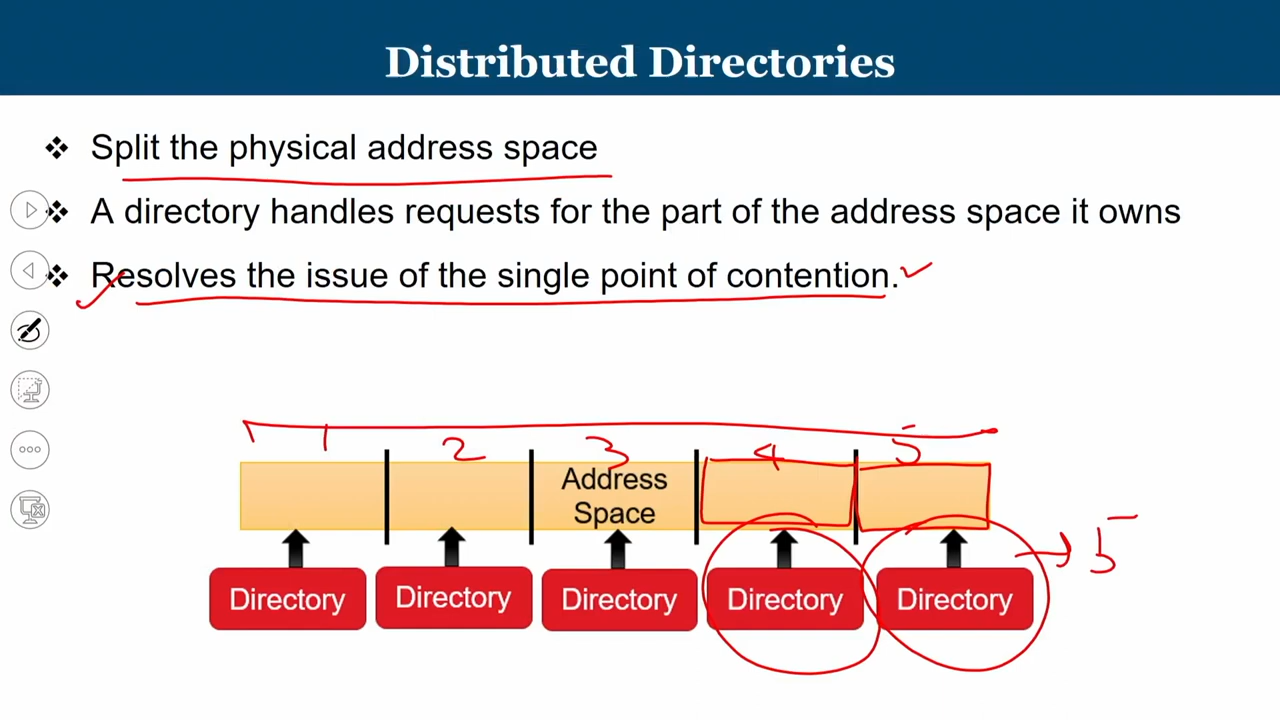 Distributed Directories
❖ Split the physical address space
❖ A directory handles requests for the part of the address space it owns
❖ Resolves the issue of the single point of contention.
1 2 3 4 5
Address
Space
5
Directory Directory Directory Directory Directory